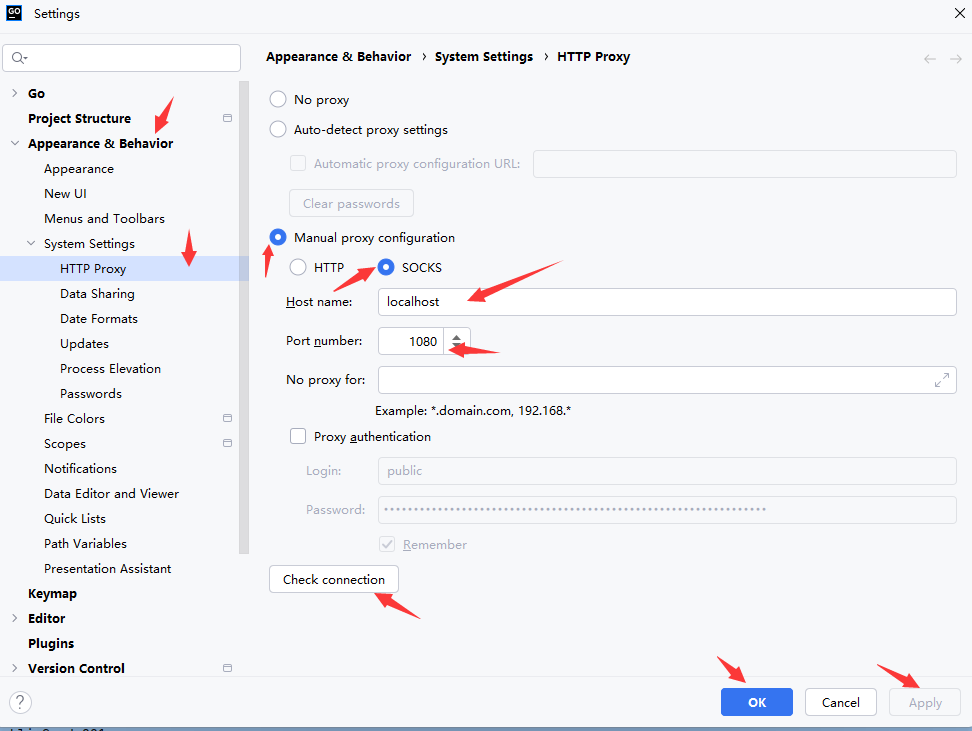 GO
Settings
Appearance & Behavior › System Settings › HTTP Proxy
Go
Project Structure
Appearance & Behavior
Appearance
New UI
Menus and Toolbars
System Settings
HTTP Proxy
Data Sharing
Date Formats
Updates
Process Elevation
Passwords
File Colors
Scopes
Notifications
Data Editor and Viewer
Quick Lists
Path Variables
Presentation Assistant
Keymap
Editor
Plugins
Version Control
No proxy
Auto-detect proxy settings
Automatic proxy configuration URL:
Clear passwords
Manual proxy configuration
HTTP SOCKS
Host name: localhost
Port number: 1080
No proxy for:
Example: *.domain.com, 192.168.*
Proxy authentication
Login: public
Password: ••••••••••••••••••••••••••••••••••••••••••••••••••••••••••••••••
Remember
Check connection
?
OK Cancel Apply